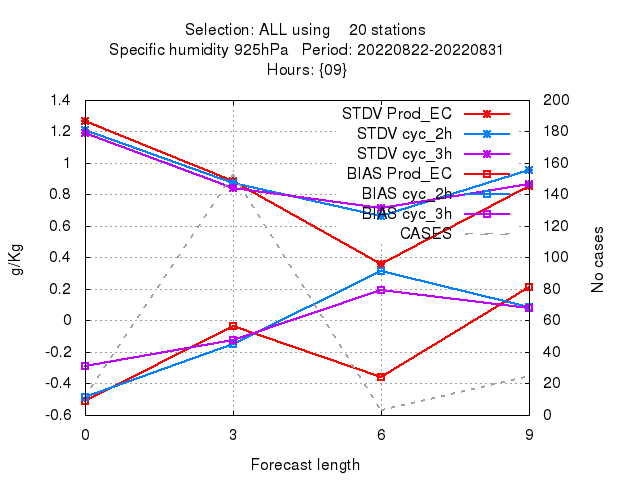 Selection: ALL using 20 stations
Specific humidity 925hPa Period: 20220822-20220831
Hours: {09}
1.4
1.2
1
0.8
0.6
0.4
0.2
0
-0.2
-0.4
-0.6
g/Kg
200
180
160
140
120
100
80
60
40
20
0
No cases
STDV Prod_EC
STDV cyc_2h
STDV cyc_3h
BIAS Prod_EC
BIAS cyc_2h
BIAS cyc_3h
CASES
0 3 6 9
Forecast length